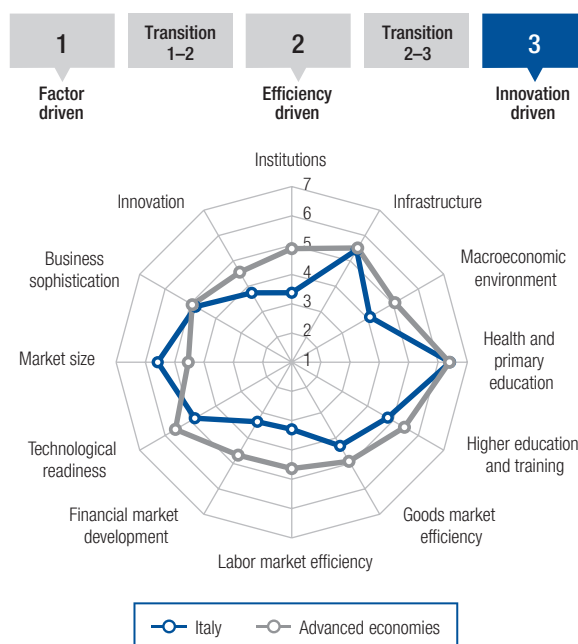 1
Transition
1–2
2
Transition
2–3
3
Factor
driven
Efficiency
driven
Innovation
driven
Institutions
Innovation
Infrastructure
Business
sophistication
Macroeconomic
environment
Market size
Health and
primary
education
Technological
readiness
Higher education
and training
Financial market
development
Goods market
efficiency
Labor market efficiency
7
6
5
4
3
2
1
Italy
Advanced economies